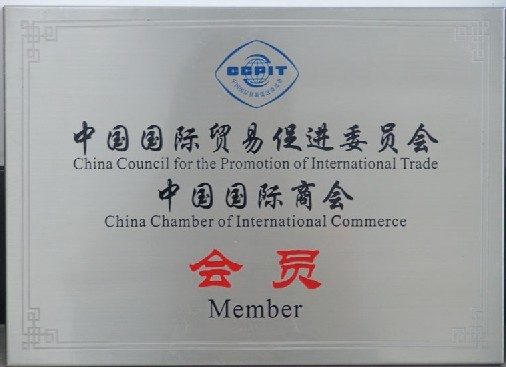 CCPIT
中国国际贸易促进委员会
China Council for the Promotion of International Trade
中国国际商会
China Chamber of International Commerce
会员
Member